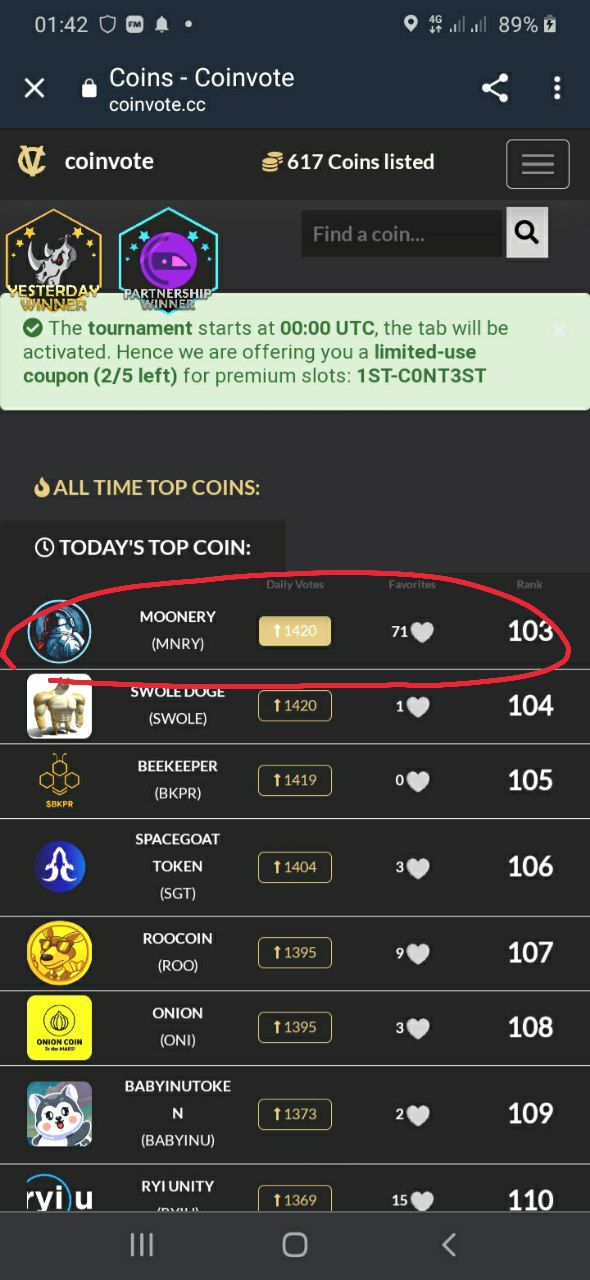 01:42 FM 4G 89%
Coins - Coinvote
coinvote.cc
coinvote 617 Coins listed
Find a coin...
YESTERDAY
WINNER
PARTNERSHIP
WINNER
The tournament starts at 00:00 UTC, the tab will be
activated. Hence we are offering you a limited-use
coupon (2/5 left) for premium slots: 1ST-C0NT3ST
ALL TIME TOP COINS:
TODAY'S TOP COIN:
Daily Votes Favorites Rank
MOONERY
(MNRY)
1420 71 103
SWOLE DOGE
(SWOLE)
1420 1 104
BEEKEEPER
(BKPR)
$BKPR
1419 0 105
SPACEGOAT
TOKEN
(SGT)
1404 3 106
ROOCOIN
(ROO)
1395 9 107
ONION
(ONI)
ONION COIN
To the MARS!
1395 3 108
BABYINUTOKE
N
(BABYINU)
1373 2 109
ryi u
RYI UNITY
1369 15 110